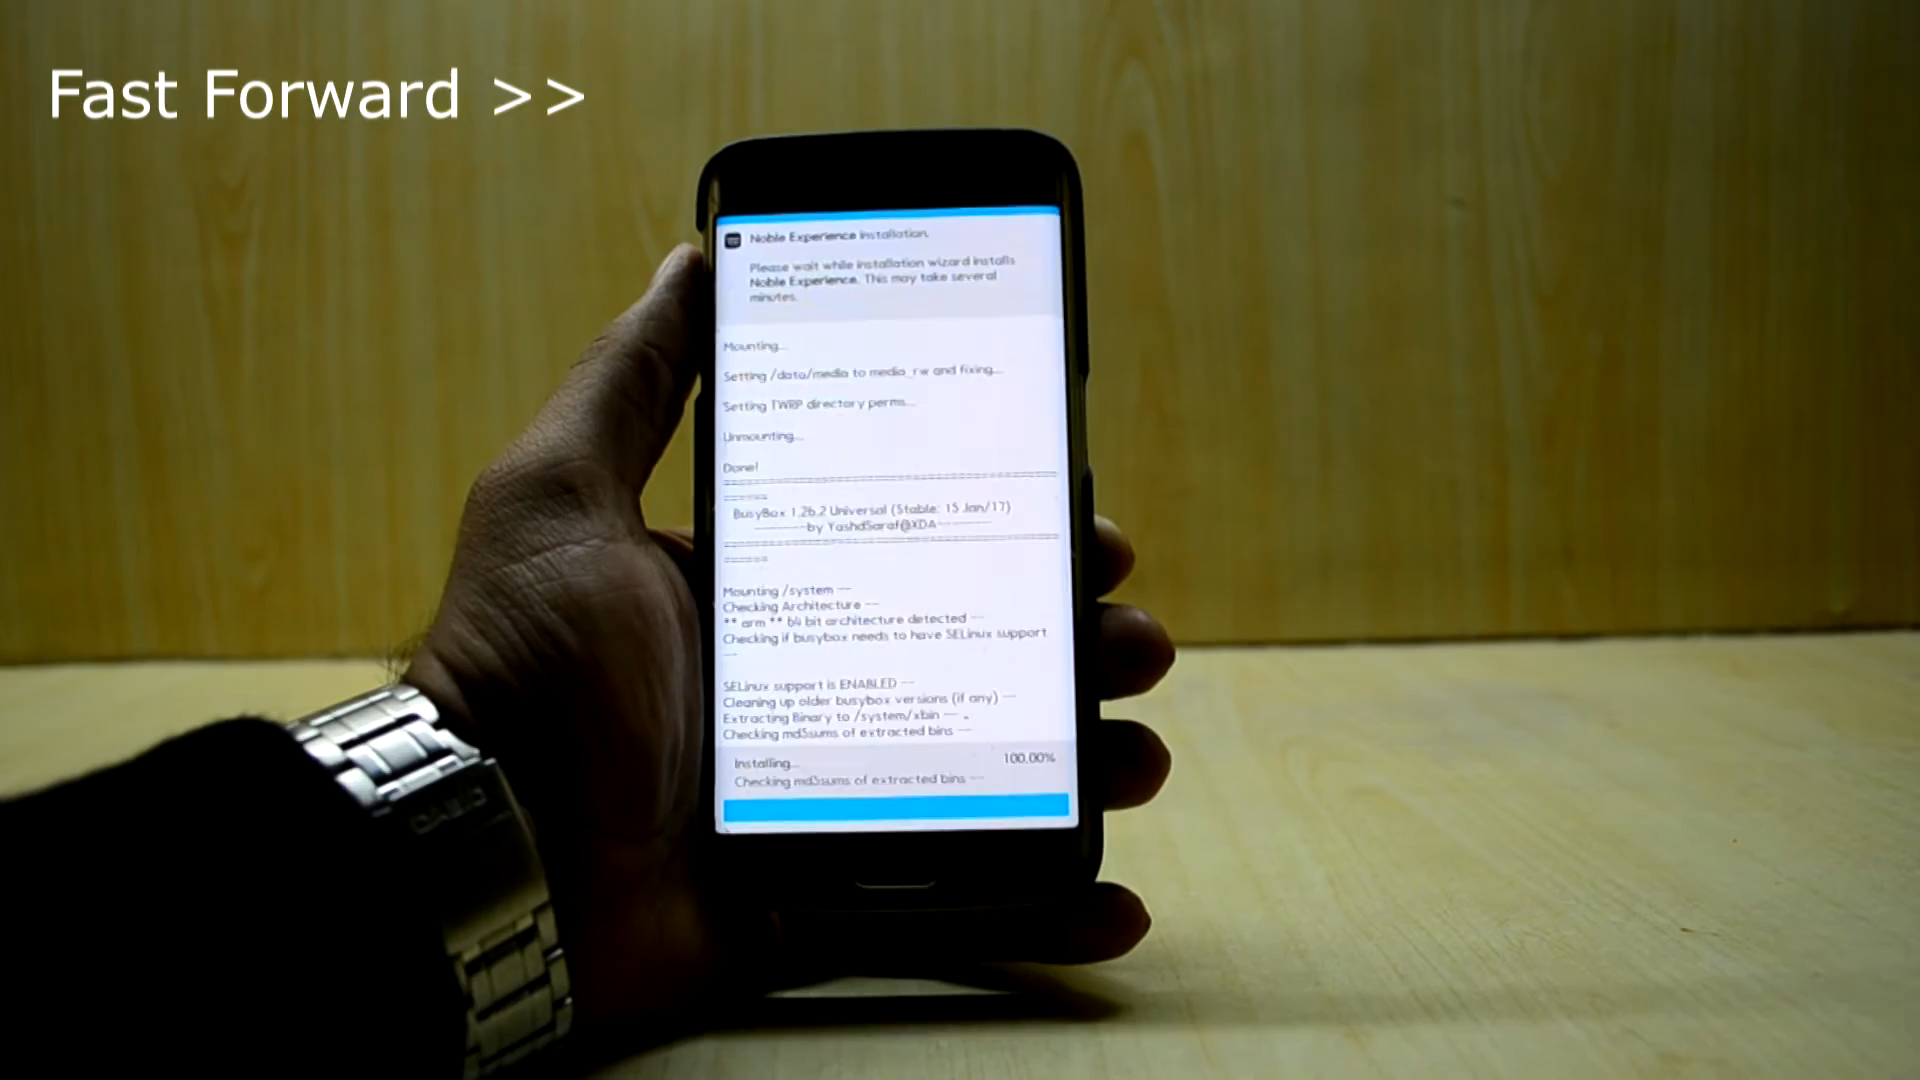 Fast Forward >>
Noble Experience installation.
Please wait while installation wizard installs
Noble Experience. This may take several
minutes.
Mounting...
Setting /data/media to media_rw and fixing...
Setting TWRP directory perms...
Unmounting...
Done!
BusyBox 1.26.2 Universal (Stable: 15 Jan/17)
----------by YashdSaraf@XDA----------
Mounting /system --
Checking Architecture --
** arm ** 64 bit architecture detected --
Checking if busybox needs to have SELinux support
--
SELinux support is ENABLED --
Cleaning up older busybox versions (if any) --
Extracting Binary to /system/xbin --
Checking md5sums of extracted bins --
Installing... 100.00%
Checking md5sums of extracted bins --
CASIO